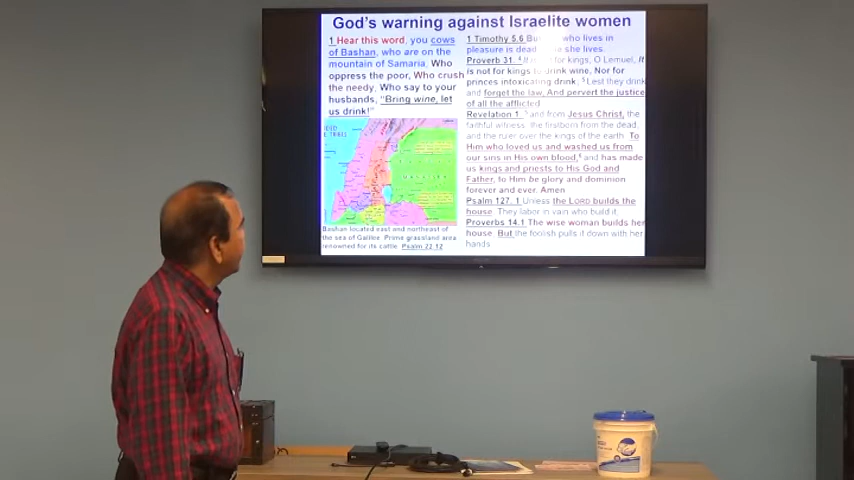 God's warning against Israelite women
1 Hear this word, you cows
of Bashan, who are on the
mountain of Samaria, Who
oppress the poor, Who crush
the needy, Who say to your
husbands, "Bring wine, let
us drink!"
Bashan located east and northeast of
the sea of Galilee. Prime grassland area
renowned for its cattle. Psalm 22.12
1 Timothy 5.6 But who lives in
pleasure is dead she lives.
Proverb 31. 4 It for kings, O Lemuel, It
is not for kings to drink wine, Nor for
princes intoxicating drink, 5 Lest they drink
and forget the law, And pervert the justice
of all the afflicted
Revelation 1. 5 and from Jesus Christ, the
faithful witness, the firstborn from the dead,
and the ruler over the kings of the earth. To
Him who loved us and washed us from
our sins in His own blood, 6 and has made
us kings and priests to His God and
Father, to Him be glory and dominion
forever and ever. Amen
Psalm 127. 1 Unless the LORD builds the
house, They labor in vain who build it
Proverbs 14.1 The wise woman builds her
house, But the foolish pulls it down with her
hands